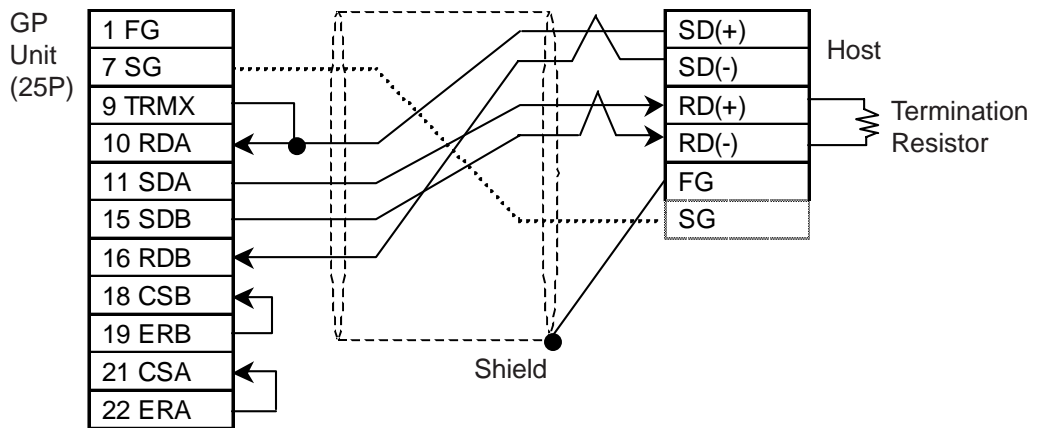 GP
Unit
(25P)
1 FG
7 SG
9 TRMX
10 RDA
11 SDA
15 SDB
16 RDB
18 CSB
19 ERB
21 CSA
22 ERA
Shield
SD(+)
SD(-)
RD(+)
RD(-)
FG
SG
Host
Termination
Resistor